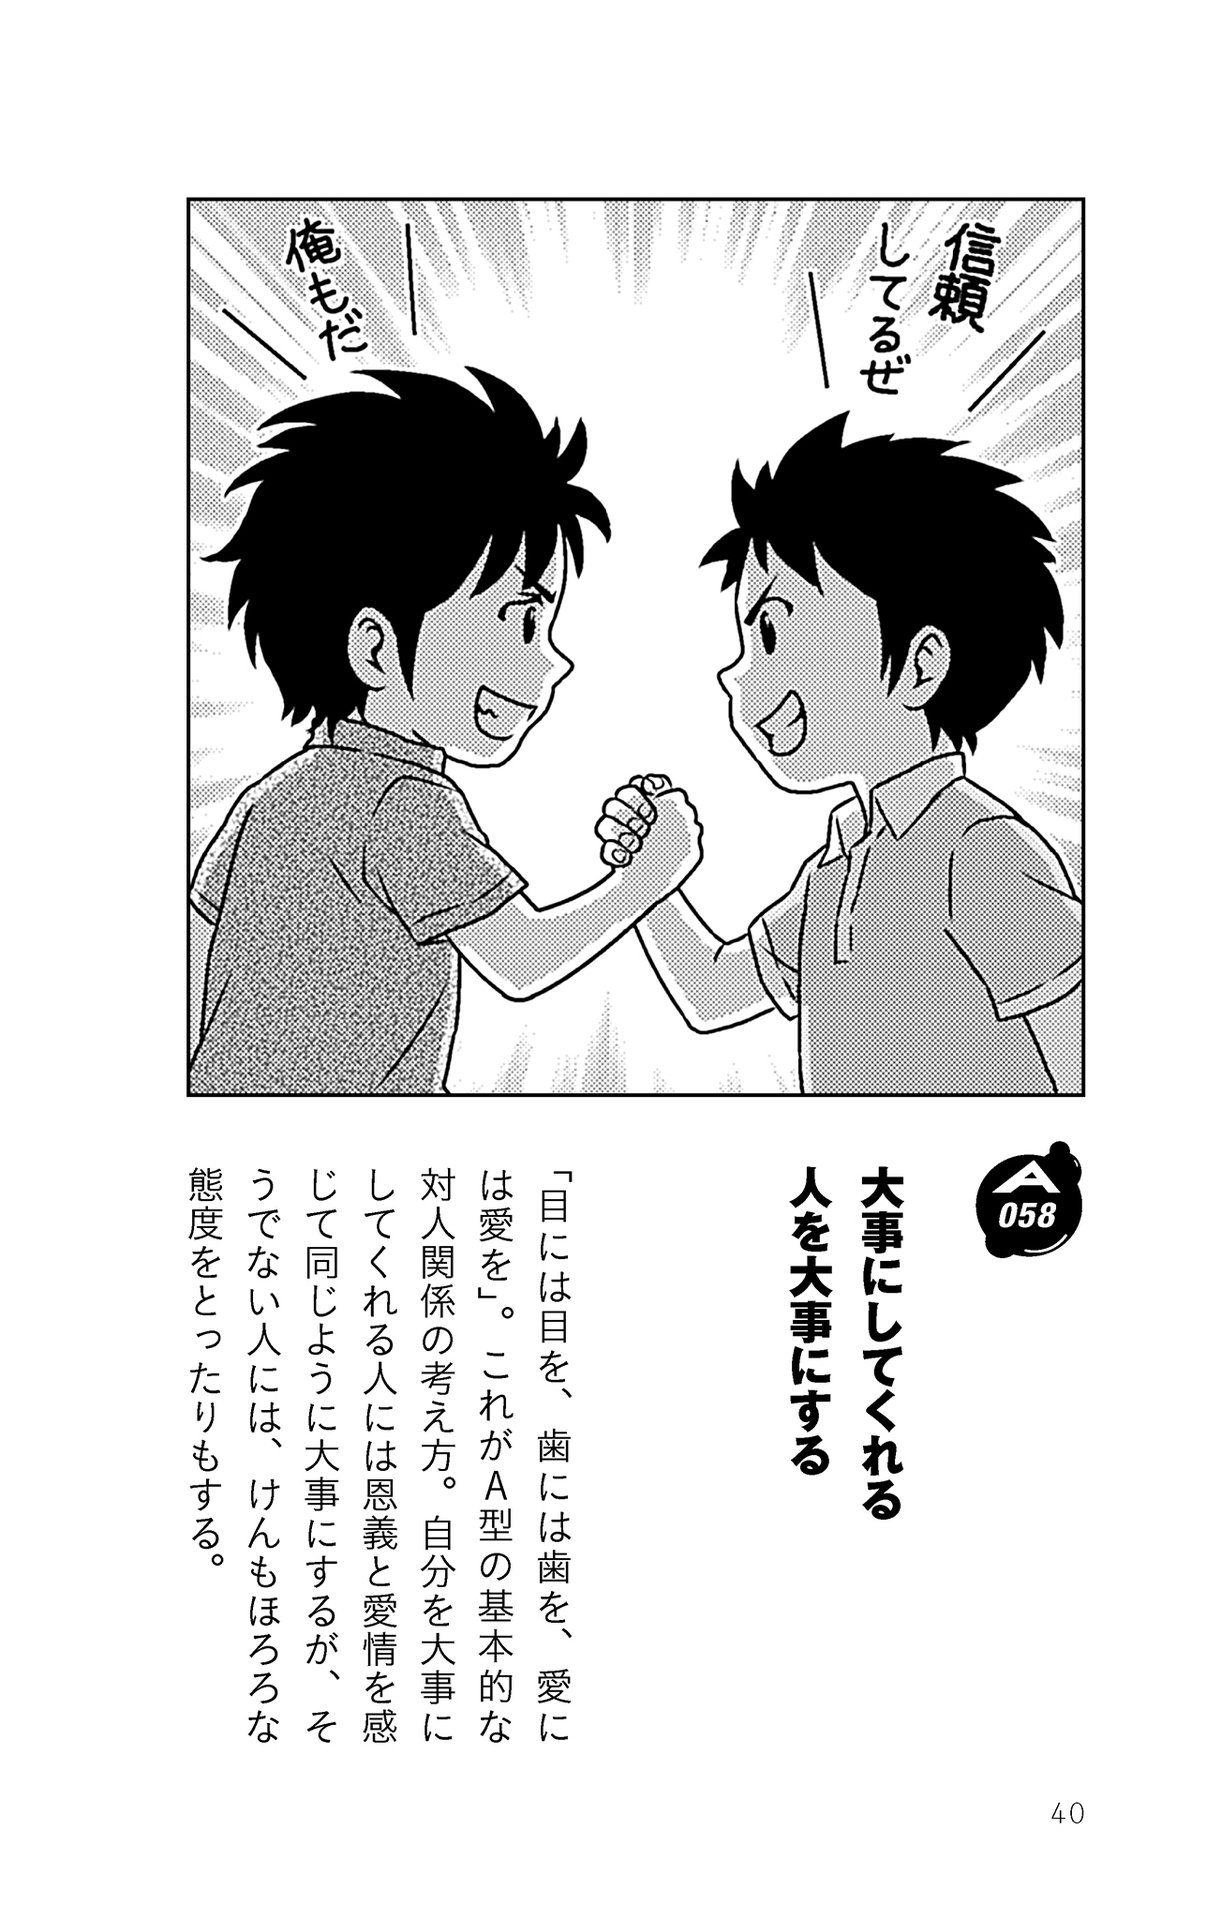 信頼
してるぜ
俺もだ
A
058
大事にしてくれる
人を大事にする
「目には目を、歯には歯を、愛に
は愛を」。これがA型の基本的な
対人関係の考え方。自分を大事に
してくれる人には恩義と愛情を感
じて同じように大事にするが、そ
うでない人には、けんもほろろな
態度をとったりもする。
40